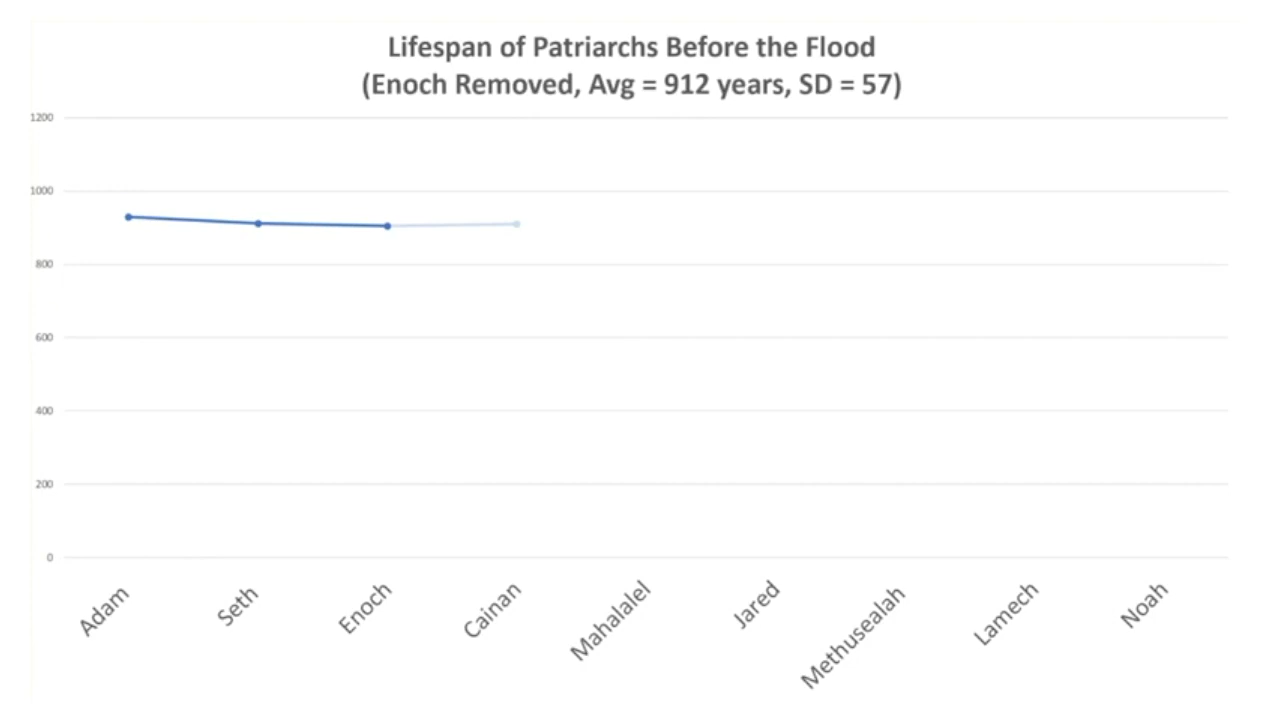 Lifespan of Patriarchs Before the Flood
(Enoch Removed, Avg = 912 years, SD = 57)
1200
1000
800
600
400
200
0
Adam
Seth
Enoch
Cainan
Mahalalel
Jared
Methusealah
Lamech
Noah